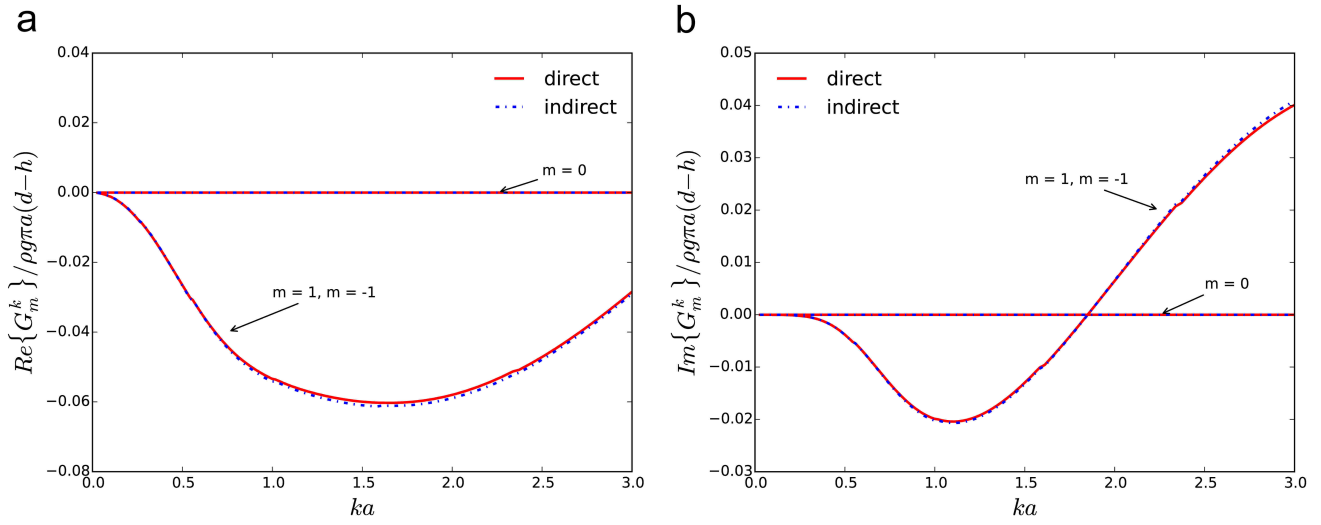 a
0.04
0.02
0.00
−0.02
−0.04
−0.06
−0.08
Re{G_m^k}/ρgπa(d−h)
direct
indirect
m = 0
m = 1, m = -1
0.0 0.5 1.0 1.5 2.0 2.5 3.0
ka
b
0.05
0.04
0.03
0.02
0.01
0.00
−0.01
−0.02
−0.03
Im{G_m^k}/ρgπa(d−h)
direct
indirect
m = 1, m = -1
m = 0
0.0 0.5 1.0 1.5 2.0 2.5 3.0
ka